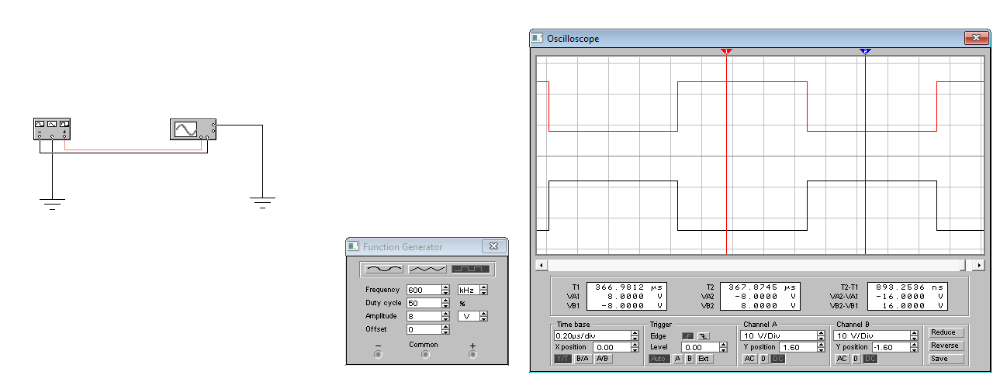 Oscilloscope
1
2
- +
Function Generator
Frequency 600 kHz
Duty cycle 50 %
Amplitude 8 V
Offset 0
- Common +
T1 366.9812 µs
VA1 8.0000 V
VB1 -8.0000 V
T2 367.8745 µs
VA2 -8.0000 V
VB2 8.0000 V
T2-T1 893.2536 ns
VA2-VA1 -16.0000 V
VB2-VB1 16.0000 V
Time base
0.20µs/div
X position 0.00
Y/T B/A A/B
Trigger
Edge
Level 0.00
Auto A B Ext
Channel A
10 V/Div
Y position 1.60
AC 0 DC
Channel B
10 V/Div
Y position -1.60
AC 0 DC
Reduce
Reverse
Save